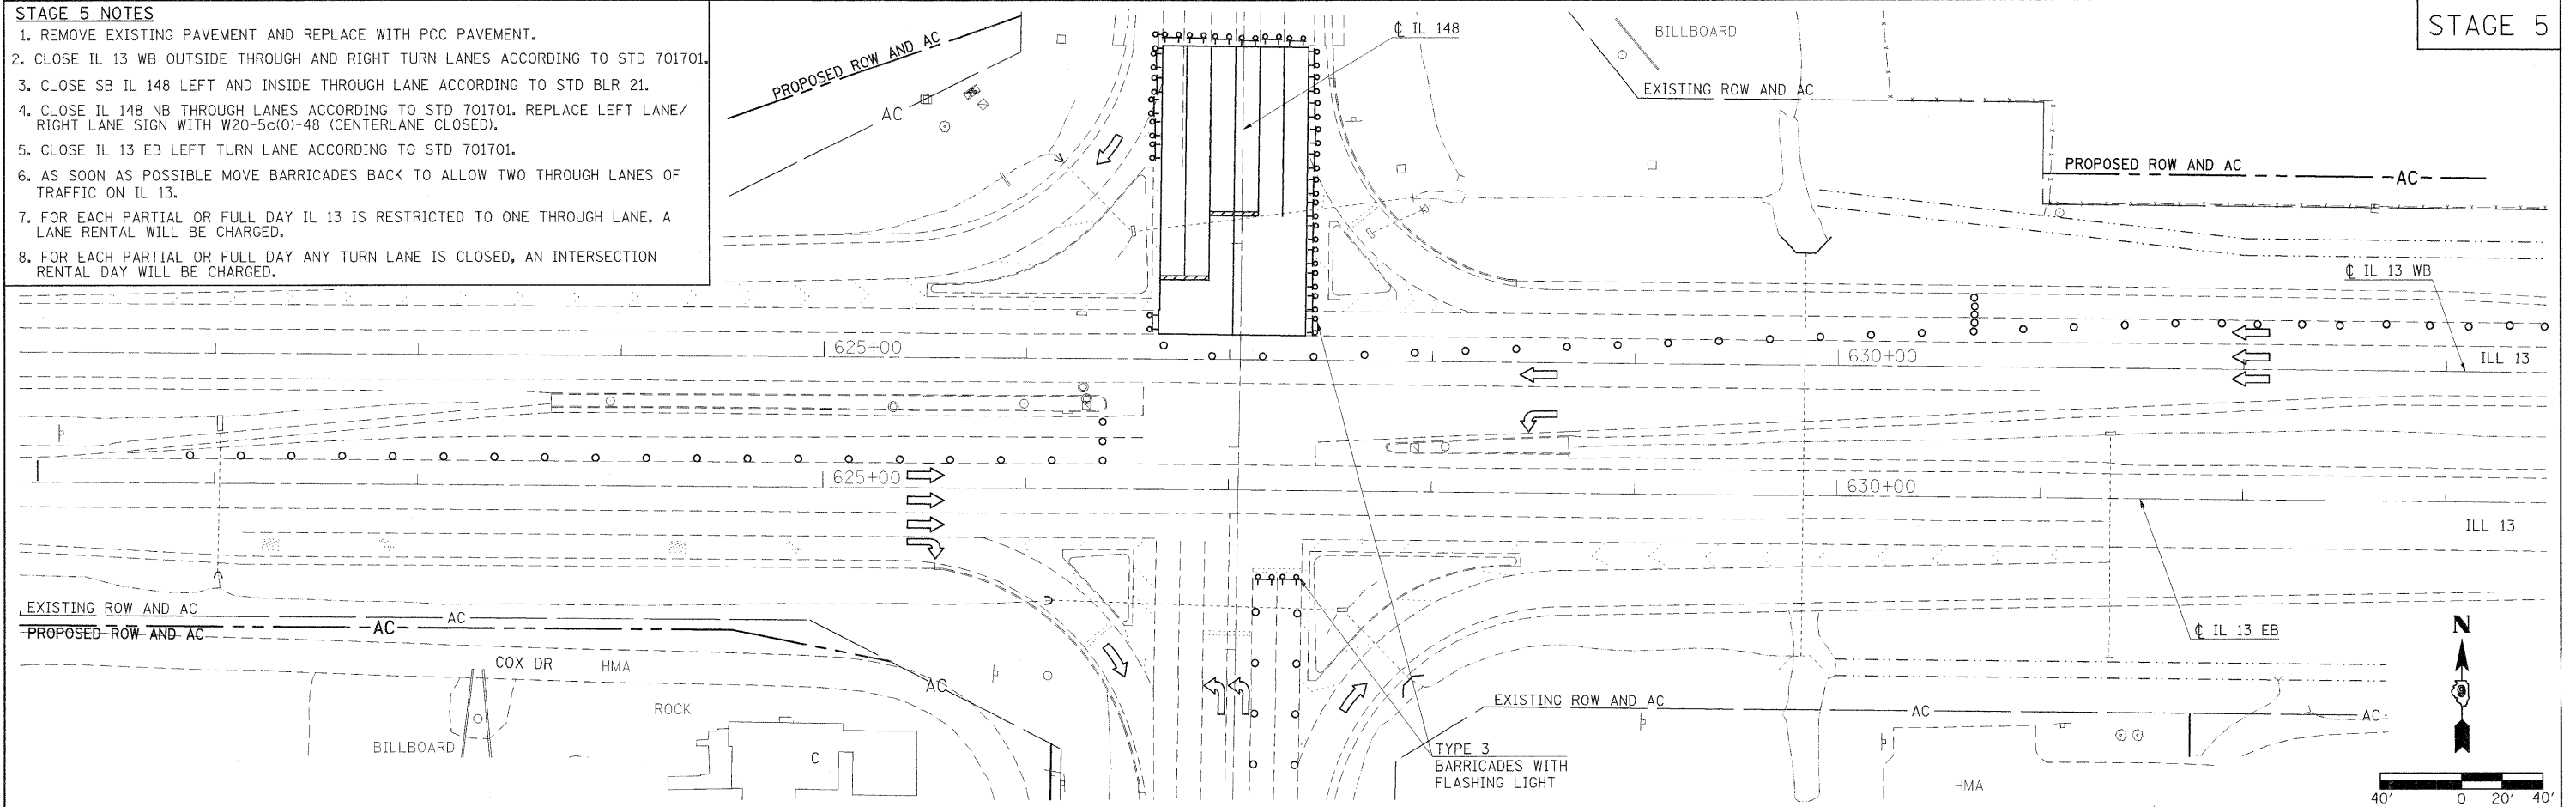 STAGE 5 NOTES
1. REMOVE EXISTING PAVEMENT AND REPLACE WITH PCC PAVEMENT.
2. CLOSE IL 13 WB OUTSIDE THROUGH AND RIGHT TURN LANES ACCORDING TO STD 701701.
3. CLOSE SB IL 148 LEFT AND INSIDE THROUGH LANE ACCORDING TO STD BLR 21.
4. CLOSE IL 148 NB THROUGH LANES ACCORDING TO STD 701701. REPLACE LEFT LANE/
RIGHT LANE SIGN WITH W20-5c(O)-48 (CENTERLANE CLOSED).
5. CLOSE IL 13 EB LEFT TURN LANE ACCORDING TO STD 701701.
6. AS SOON AS POSSIBLE MOVE BARRICADES BACK TO ALLOW TWO THROUGH LANES OF
TRAFFIC ON IL 13.
7. FOR EACH PARTIAL OR FULL DAY IL 13 IS RESTRICTED TO ONE THROUGH LANE, A
LANE RENTAL WILL BE CHARGED.
8. FOR EACH PARTIAL OR FULL DAY ANY TURN LANE IS CLOSED, AN INTERSECTION
RENTAL DAY WILL BE CHARGED.
STAGE 5
PROPOSED ROW AND AC
AC
℄ IL 148
BILLBOARD
EXISTING ROW AND AC
PROPOSED ROW AND AC
AC
℄ IL 13 WB
625+00
630+00
ILL 13
625+00
630+00
ILL 13
EXISTING ROW AND AC
AC
PROPOSED ROW AND AC
AC
℄ IL 13 EB
N
9
COX DR
HMA
AC
ROCK
BILLBOARD
C
EXISTING ROW AND AC
AC
AC
TYPE 3
BARRICADES WITH
FLASHING LIGHT
HMA
40' 0 20' 40'